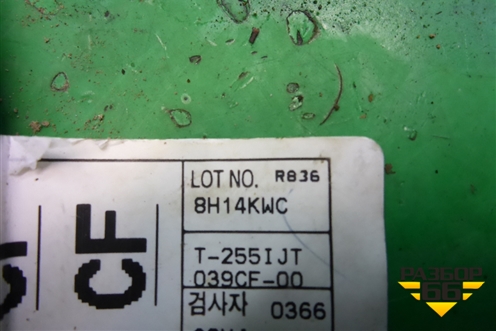 LOT NO. R836
8H14KWC
T-255IJT
039CF-00
검사자 0366
CF
РАЗБОР
66